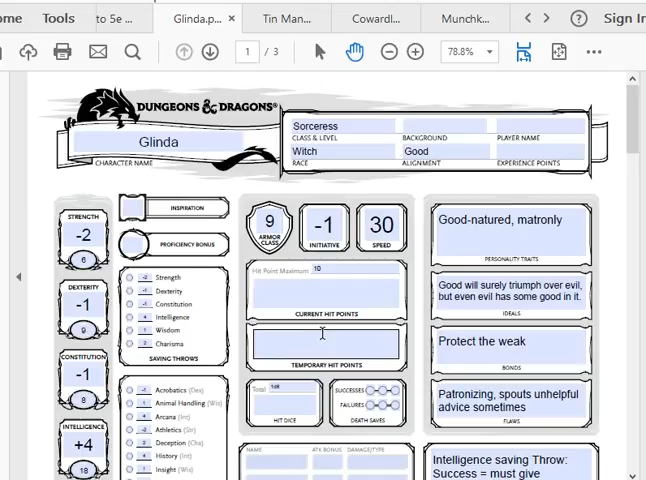 ome Tools to 5e ... Glinda.p... × Tin Man... Cowardl... Munchk... Sign In
1 / 3 78.8%
DUNGEONS & DRAGONS®
Glinda
CHARACTER NAME
Sorceress
CLASS & LEVEL BACKGROUND PLAYER NAME
Witch Good
RACE ALIGNMENT EXPERIENCE POINTS
STRENGTH
-2
6
DEXTERITY
-1
9
CONSTITUTION
-1
8
INTELLIGENCE
+4
18
INSPIRATION
PROFICIENCY BONUS
-2 Strength
-1 Dexterity
-1 Constitution
4 Intelligence
1 Wisdom
2 Charisma
SAVING THROWS
-1 Acrobatics (Dex)
1 Animal Handling (Wis)
4 Arcana (Int)
-2 Athletics (Str)
2 Deception (Cha)
4 History (Int)
1 Insight (Wis)
9
ARMOR
CLASS
-1
INITIATIVE
30
SPEED
Hit Point Maximum 10
CURRENT HIT POINTS
TEMPORARY HIT POINTS
Total 1d8
HIT DICE
SUCCESSES
FAILURES
DEATH SAVES
NAME ATK BONUS DAMAGE/TYPE
Good-natured, matronly
PERSONALITY TRAITS
Good will surely triumph over evil,
but even evil has some good in it.
IDEALS
Protect the weak
BONDS
Patronizing, spouts unhelpful
advice sometimes
FLAWS
Intelligence saving Throw:
Success = must give